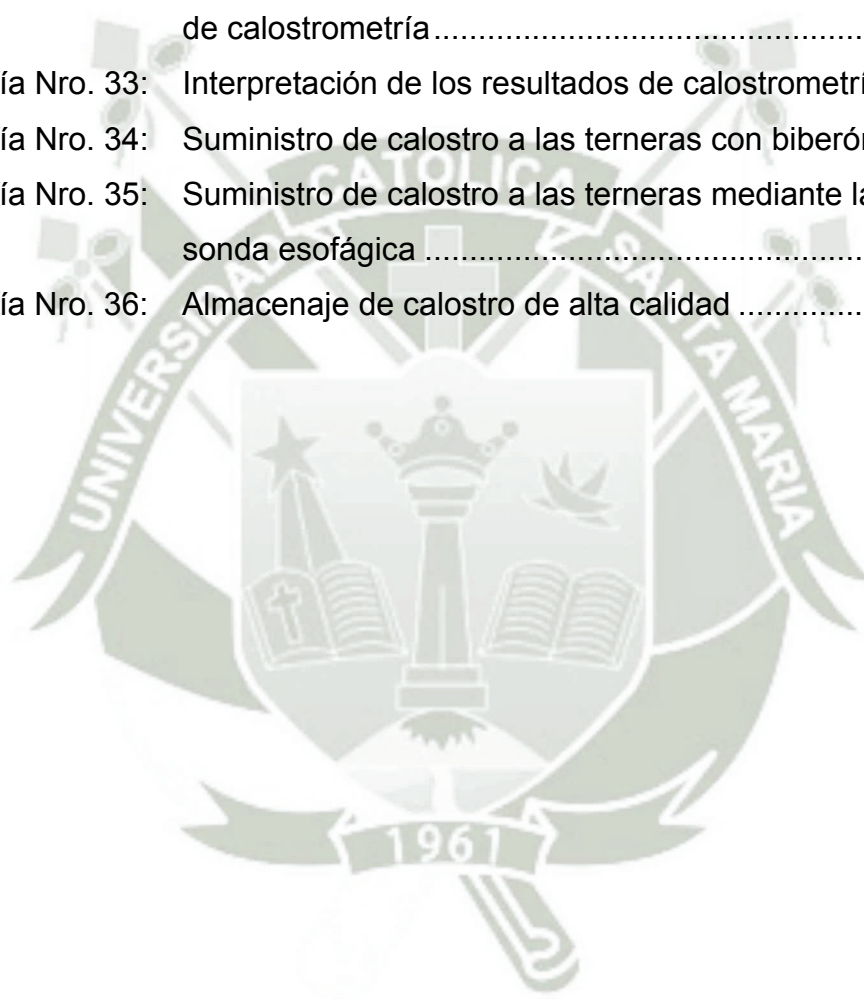 de calostrometría................................................
ía Nro. 33: Interpretación de los resultados de calostrometrí
ía Nro. 34: Suministro de calostro a las terneras con biberó
ía Nro. 35: Suministro de calostro a las terneras mediante l
sonda esofágica ................................................
ía Nro. 36: Almacenaje de calostro de alta calidad ..............
UNIVERSIDAD CATOLICA SANTA MARIA
1961